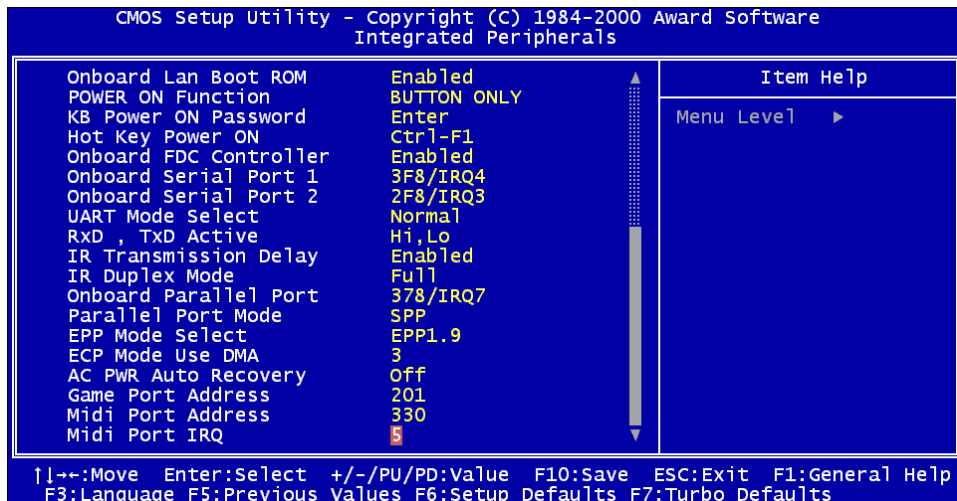 CMOS Setup Utility - Copyright (C) 1984-2000 Award Software
Integrated Peripherals
Onboard Lan Boot ROM Enabled
POWER ON Function BUTTON ONLY
KB Power ON Password Enter
Hot Key Power ON Ctrl-F1
Onboard FDC Controller Enabled
Onboard Serial Port 1 3F8/IRQ4
Onboard Serial Port 2 2F8/IRQ3
UART Mode Select Normal
RxD , TxD Active Hi,Lo
IR Transmission Delay Enabled
IR Duplex Mode Full
Onboard Parallel Port 378/IRQ7
Parallel Port Mode SPP
EPP Mode Select EPP1.9
ECP Mode Use DMA 3
AC PWR Auto Recovery Off
Game Port Address 201
Midi Port Address 330
Midi Port IRQ 5
Item Help
Menu Level ►
↑↓→←:Move Enter:Select +/-/PU/PD:Value F10:Save ESC:Exit F1:General Help
F3:Language F5:Previous Values F6:Setup Defaults F7:Turbo Defaults